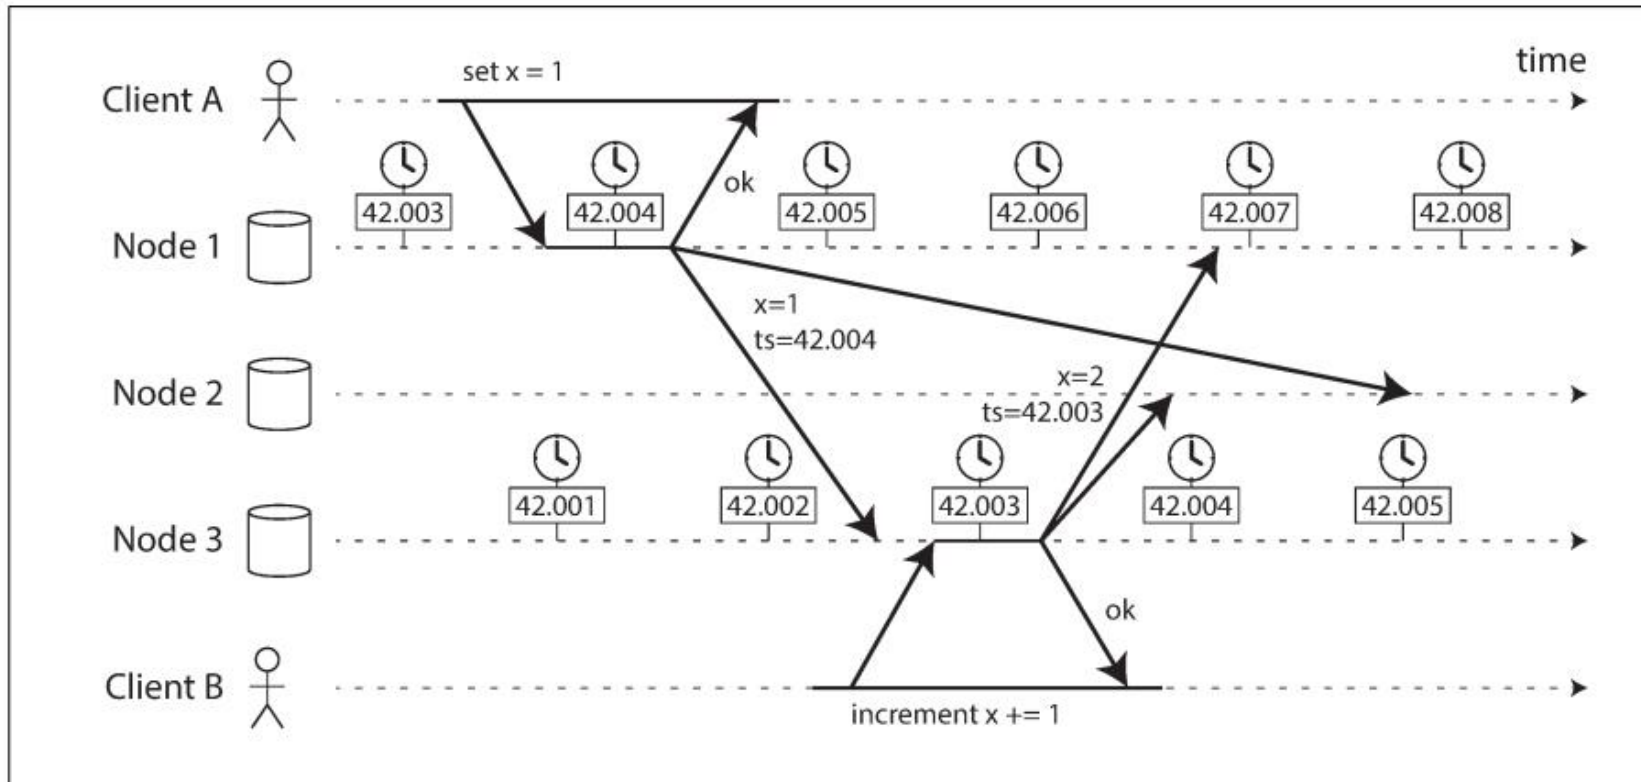 time
set x = 1
Client A
ok
42.003
42.004
42.005
42.006
42.007
42.008
Node 1
x=1
ts=42.004
x=2
ts=42.003
Node 2
42.001
42.002
42.003
42.004
42.005
Node 3
ok
Client B
increment x += 1